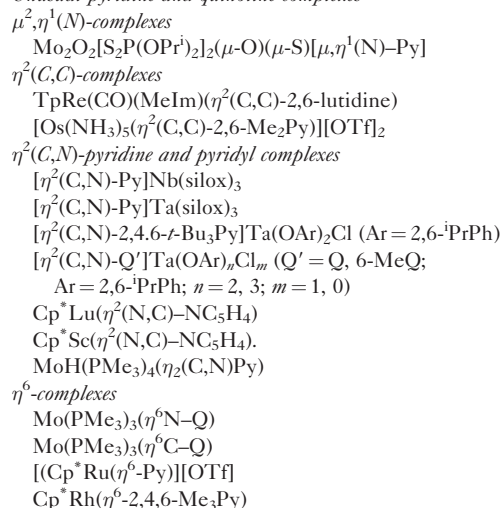 Unusual pyridine and quinoline complexes
μ²,η¹(N)-complexes
Mo₂O₂[S₂P(OPrⁱ)₂]₂(μ-O)(μ-S)[μ,η¹(N)–Py]
η²(C,C)-complexes
TpRe(CO)(MeIm)(η²(C,C)-2,6-lutidine)
[Os(NH₃)₅(η²(C,C)-2,6-Me₂Py)][OTf]₂
η²(C,N)-pyridine and pyridyl complexes
[η²(C,N)-Py]Nb(silox)₃
[η²(C,N)-Py]Ta(silox)₃
[η²(C,N)-2,4.6-t-Bu₃Py]Ta(OAr)₂Cl (Ar = 2,6-ⁱPrPh)
[η²(C,N)-Q′]Ta(OAr)ₙClₘ (Q′ = Q, 6-MeQ;
Ar = 2,6-ⁱPrPh; n = 2, 3; m = 1, 0)
Cp*Lu(η²(N,C)–NC₅H₄)
Cp*Sc(η²(N,C)–NC₅H₄).
MoH(PMe₃)₄(η₂(C,N)Py)
η⁶-complexes
Mo(PMe₃)₃(η⁶N–Q)
Mo(PMe₃)₃(η⁶C–Q)
[(Cp*Ru(η⁶-Py)][OTf]
Cp*Rh(η⁶-2,4,6-Me₃Py)